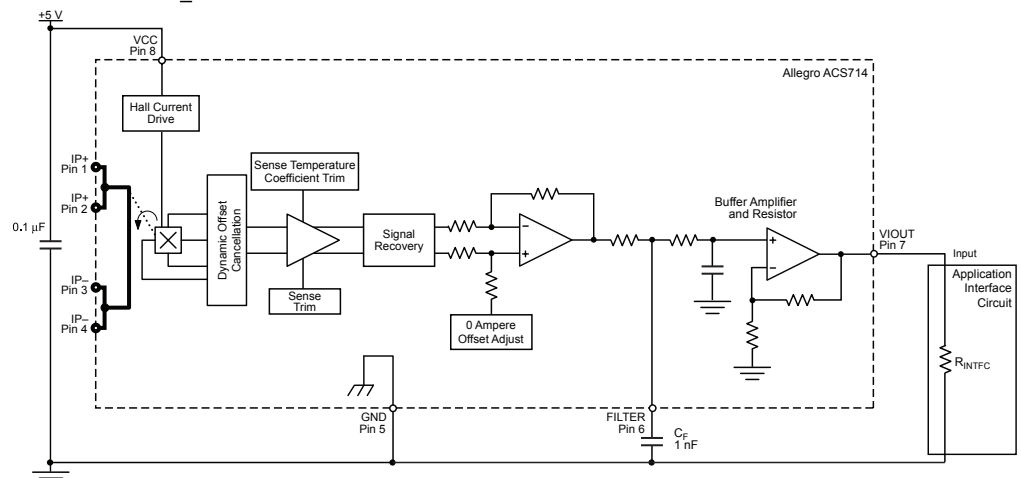 +5 V
VCC
Pin 8
Allegro ACS714
Hall Current
Drive
IP+
Pin 1
IP+
Pin 2
IP–
Pin 3
IP–
Pin 4
0.1 µF
Dynamic Offset
Cancellation
Sense Temperature
Coefficient Trim
Sense
Trim
Signal
Recovery
0 Ampere
Offset Adjust
Buffer Amplifier
and Resistor
VIOUT
Pin 7
Input
Application
Interface
Circuit
RINTFC
GND
Pin 5
FILTER
Pin 6
CF
1 nF